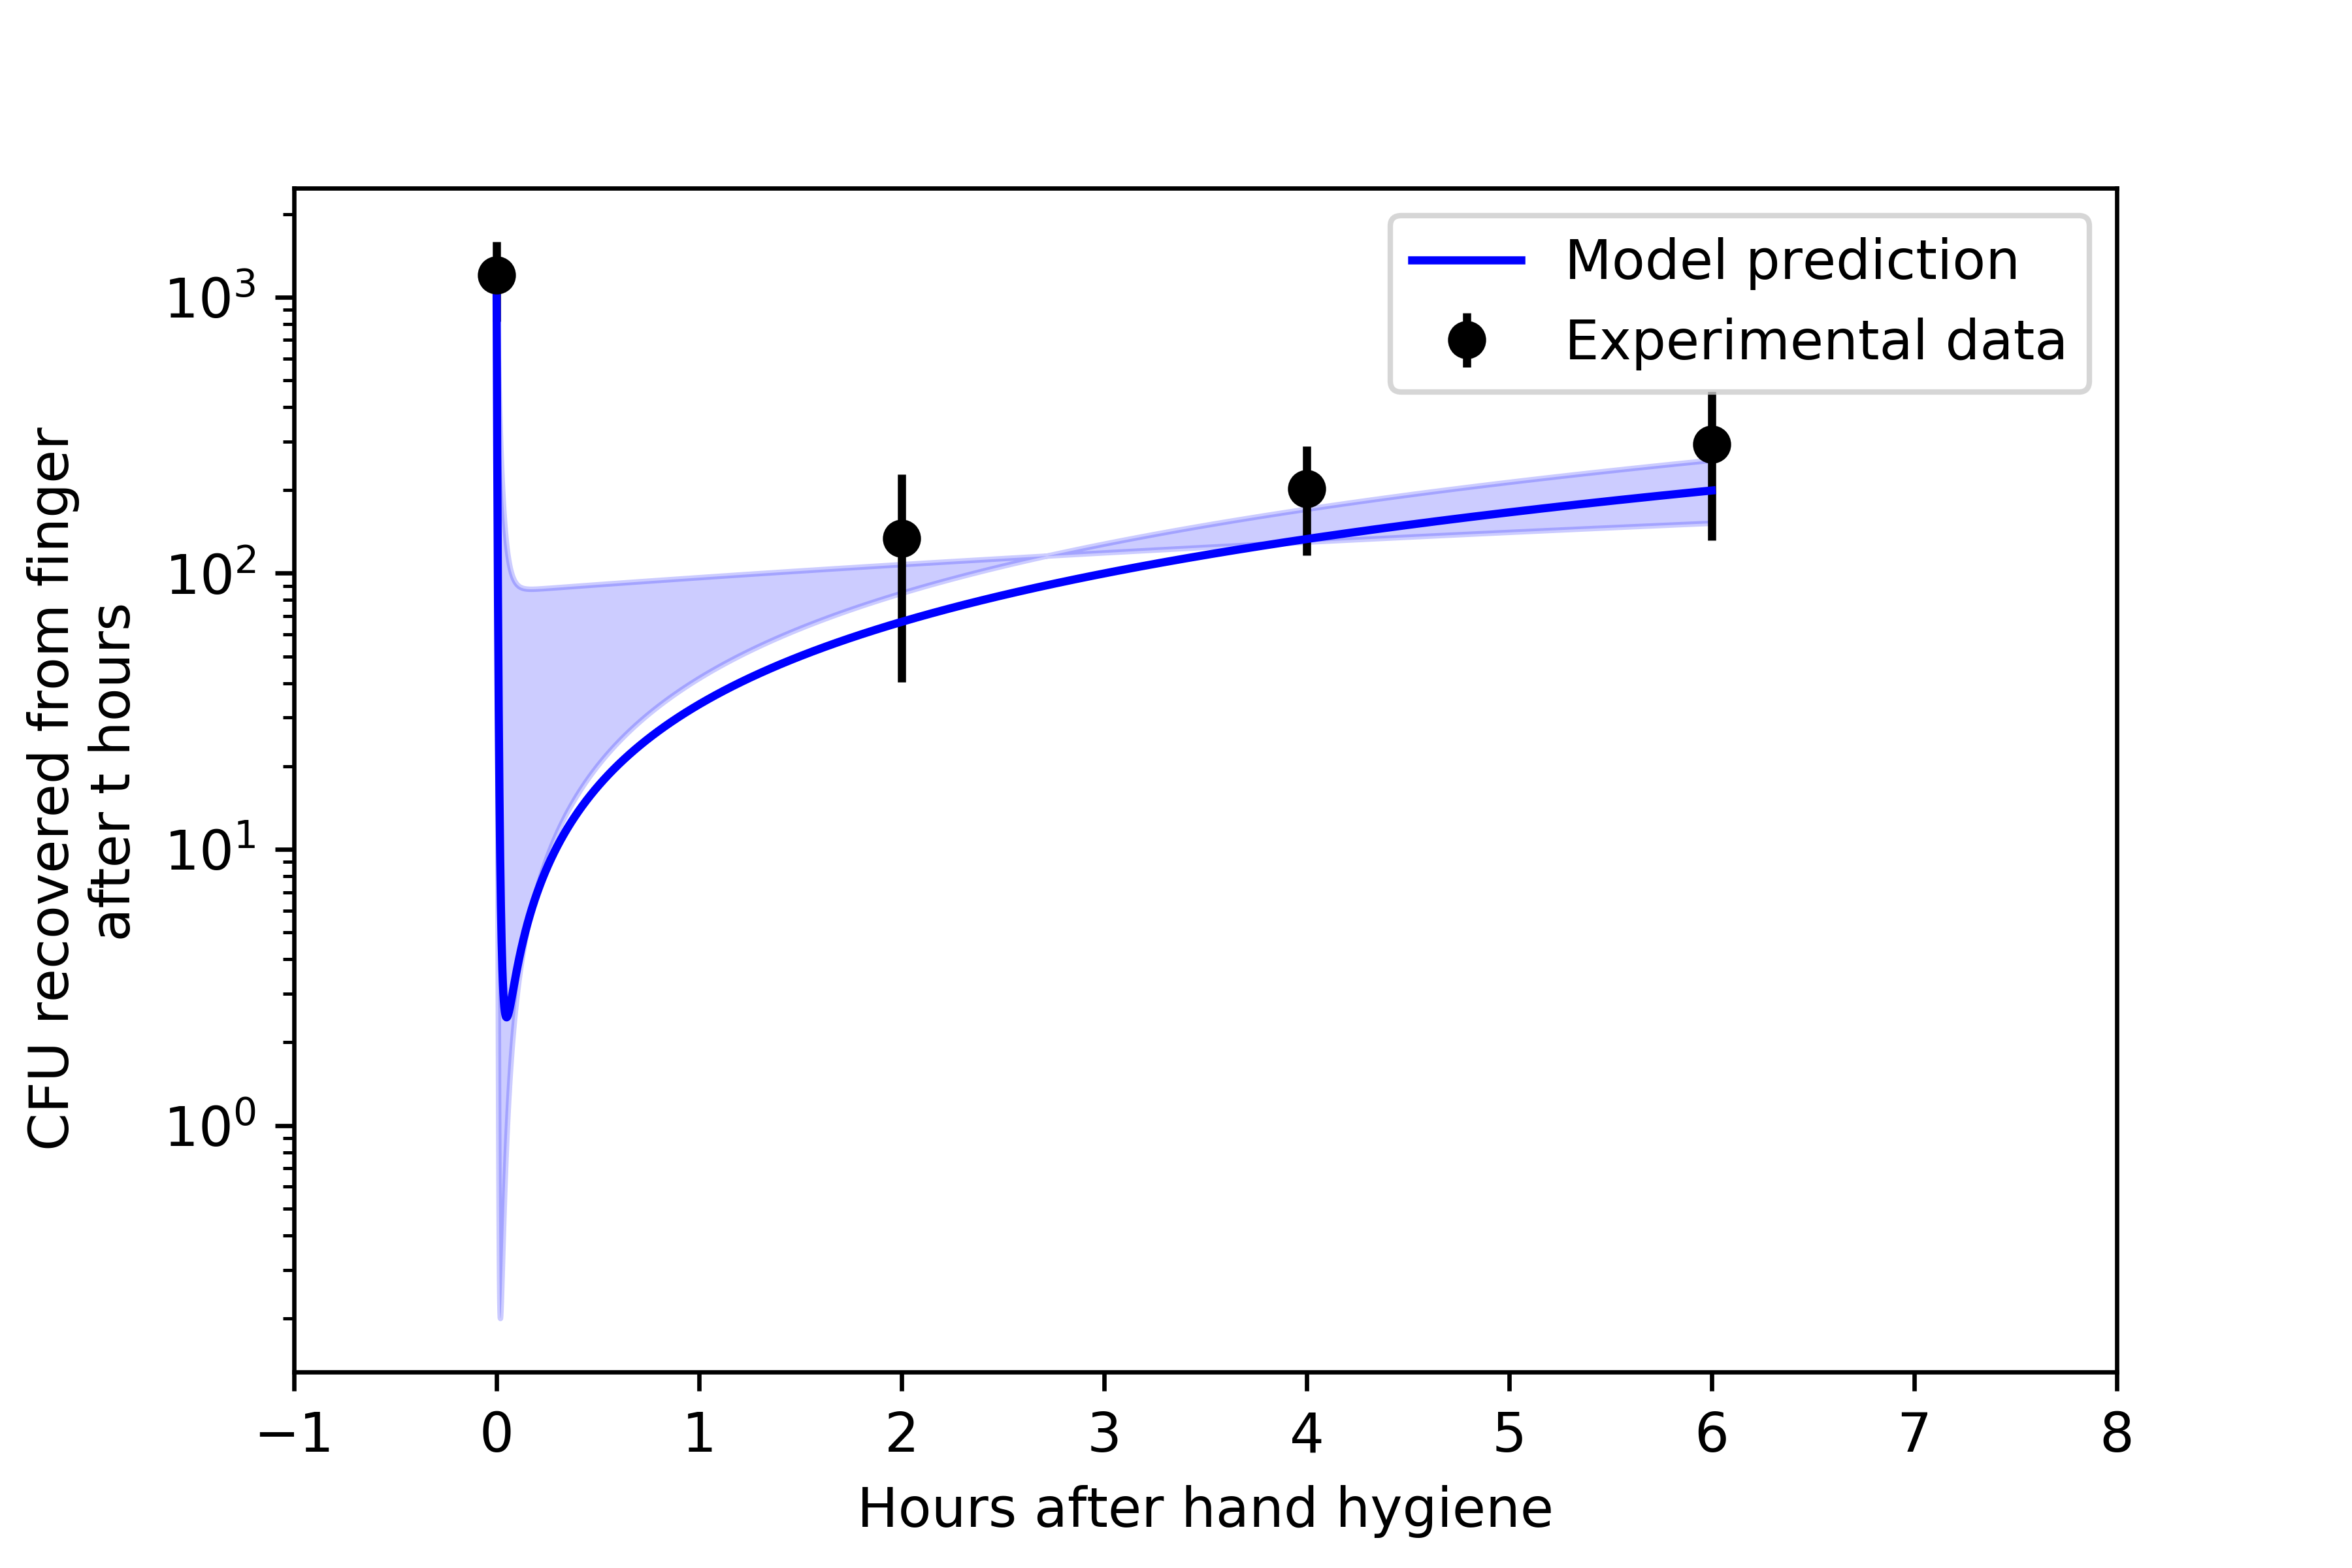 Model prediction
Experimental data
10³
10²
10¹
10⁰
CFU recovered from finger
after t hours
−1 0 1 2 3 4 5 6 7 8
Hours after hand hygiene